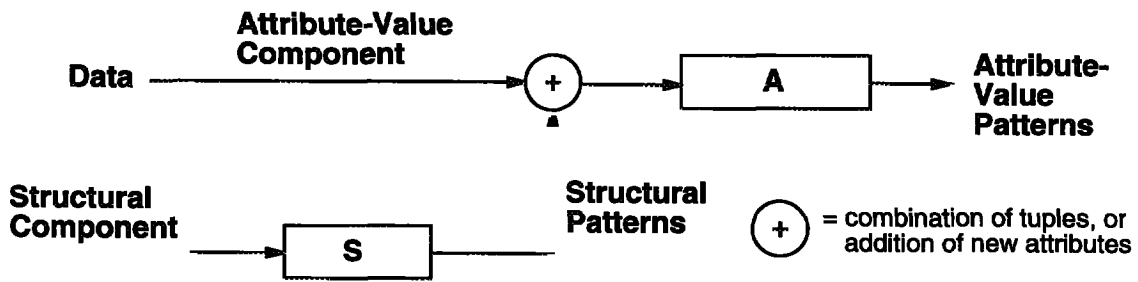 Attribute-Value
Component
Data
+
A
Attribute-
Value
Patterns
Structural
Component
S
Structural
Patterns
+ = combination of tuples, or
addition of new attributes